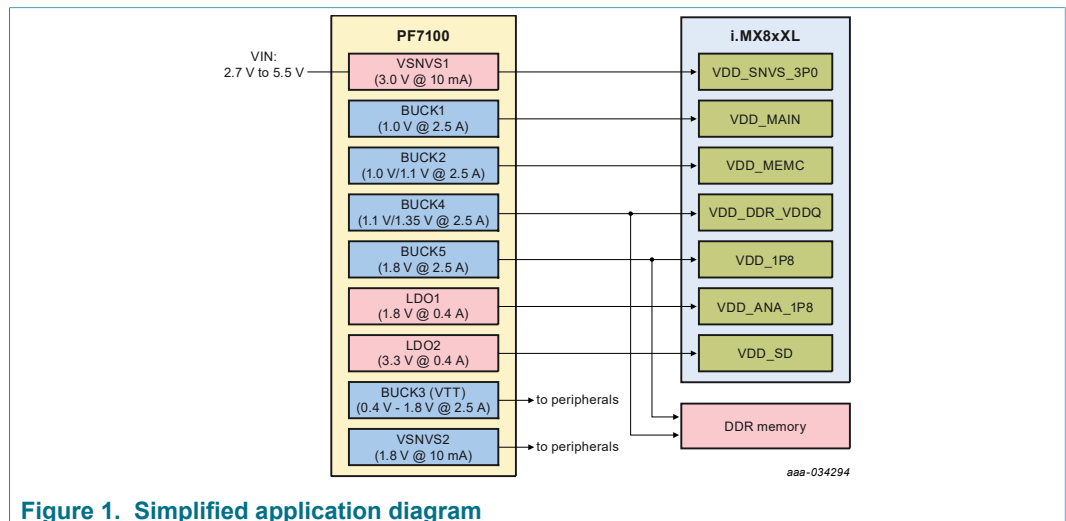 PF7100
i.MX8xXL
VIN:
2.7 V to 5.5 V
VSNVS1
(3.0 V @ 10 mA)
VDD_SNVS_3P0
BUCK1
(1.0 V @ 2.5 A)
VDD_MAIN
BUCK2
(1.0 V/1.1 V @ 2.5 A)
VDD_MEMC
BUCK4
(1.1 V/1.35 V @ 2.5 A)
VDD_DDR_VDDQ
BUCK5
(1.8 V @ 2.5 A)
VDD_1P8
LDO1
(1.8 V @ 0.4 A)
VDD_ANA_1P8
LDO2
(3.3 V @ 0.4 A)
VDD_SD
BUCK3 (VTT)
(0.4 V - 1.8 V @ 2.5 A)
to peripherals
DDR memory
VSNVS2
(1.8 V @ 10 mA)
to peripherals
aaa-034294
Figure 1. Simplified application diagram